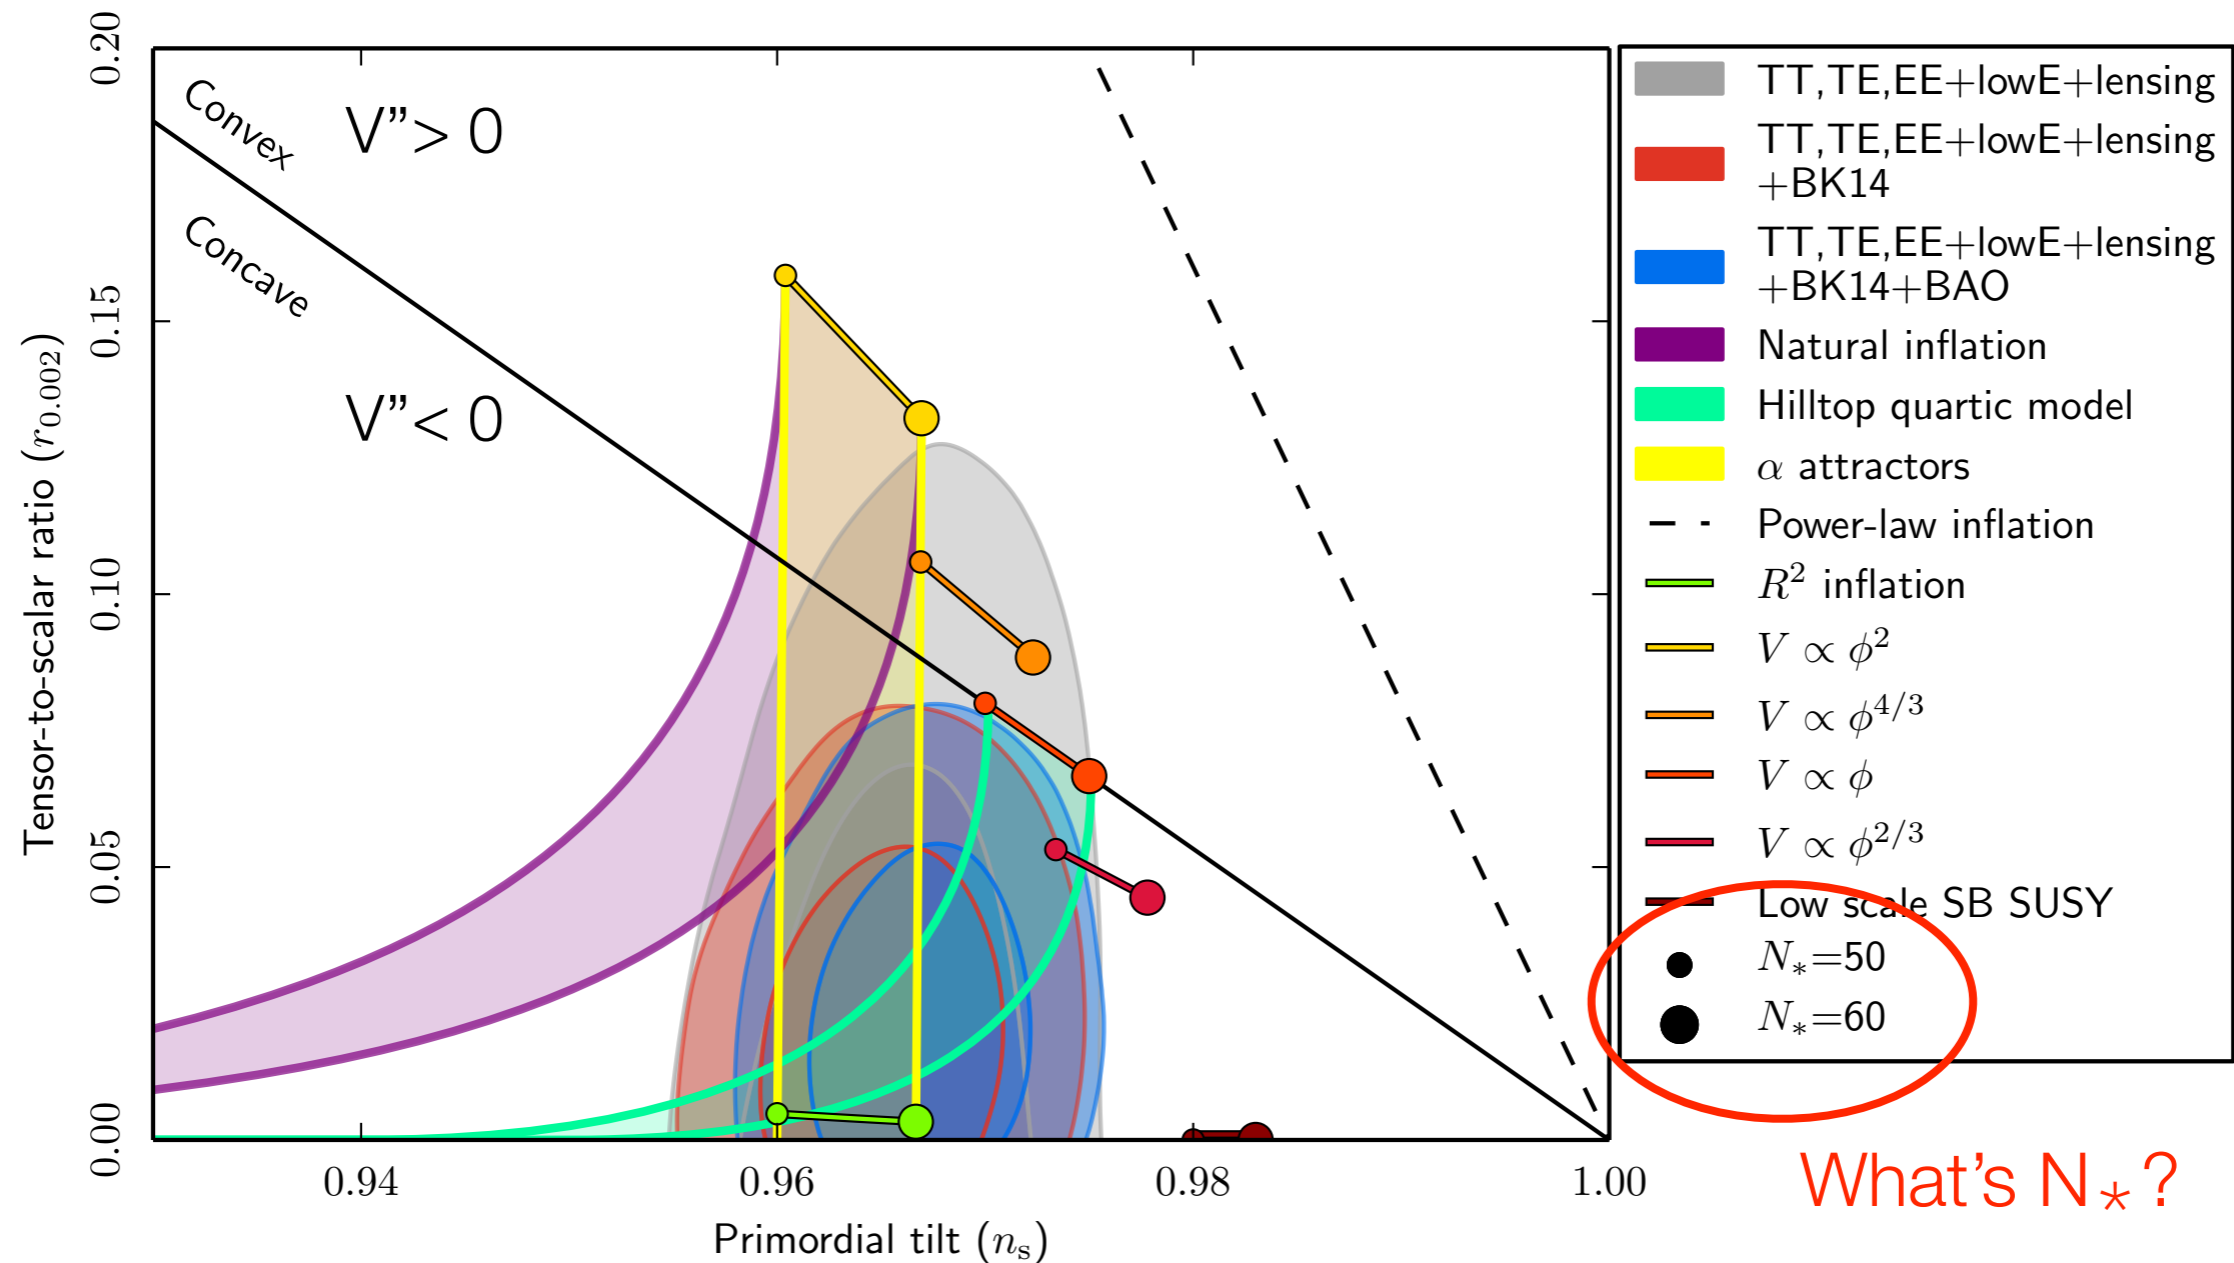 0.20
0.15
0.10
0.05
0.00
Tensor-to-scalar ratio (r₀.₀₀₂)
Convex
V''> 0
Concave
V''< 0
0.94
0.96
0.98
1.00
Primordial tilt (nₛ)
TT,TE,EE+lowE+lensing
TT,TE,EE+lowE+lensing
+BK14
TT,TE,EE+lowE+lensing
+BK14+BAO
Natural inflation
Hilltop quartic model
α attractors
Power-law inflation
R² inflation
V ∝ φ²
V ∝ φ^{4/3}
V ∝ φ
V ∝ φ^{2/3}
Low scale SB SUSY
N∗=50
N∗=60
What's N∗?